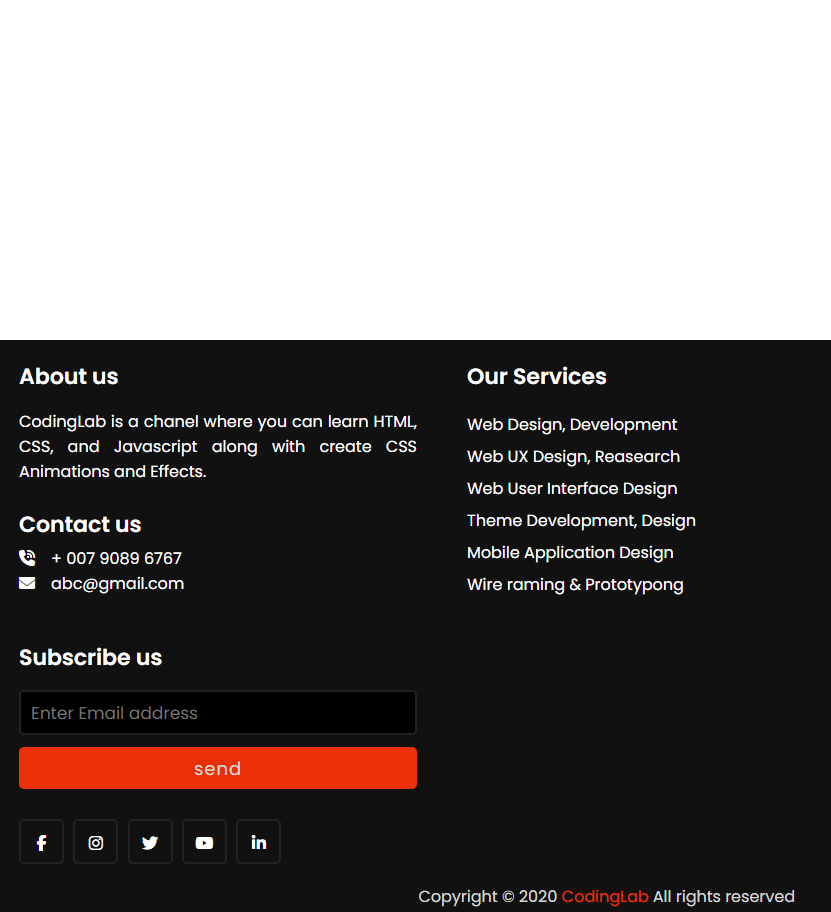 About us
CodingLab is a chanel where you can learn HTML,
CSS, and Javascript along with create CSS
Animations and Effects.
Contact us
+ 007 9089 6767
abc@gmail.com
Our Services
Web Design, Development
Web UX Design, Reasearch
Web User Interface Design
Theme Development, Design
Mobile Application Design
Wire raming & Prototypong
Subscribe us
Enter Email address
send
Copyright © 2020 CodingLab All rights reserved